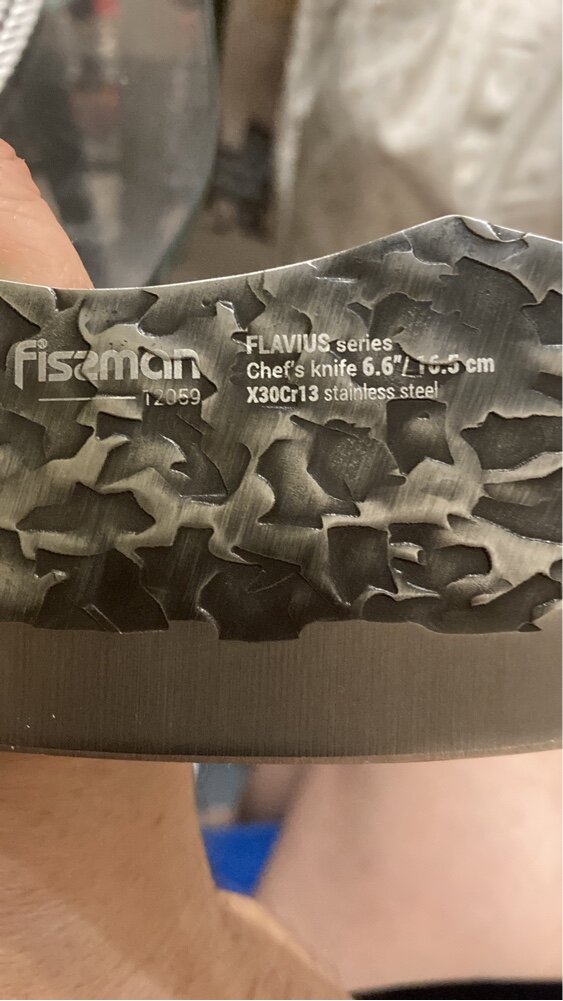 fissman®
12059
FLAVIUS series
Chef's knife 6.6"/ 16.5 cm
X30Cr13 stainless steel